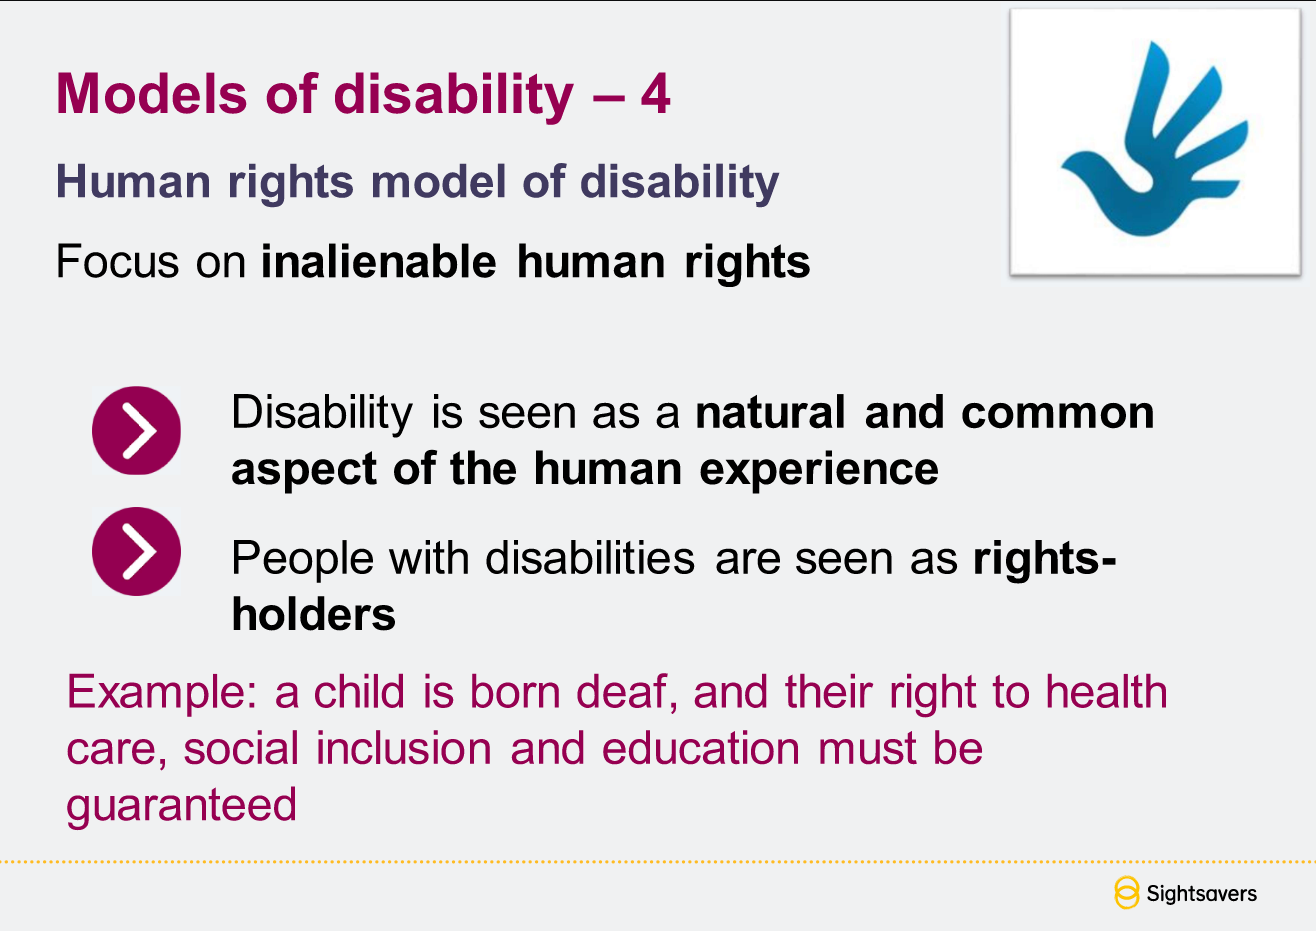 Models of disability – 4
Human rights model of disability
Focus on inalienable human rights
Disability is seen as a natural and common
aspect of the human experience
People with disabilities are seen as rights-
holders
Example: a child is born deaf, and their right to health
care, social inclusion and education must be
guaranteed
Sightsavers